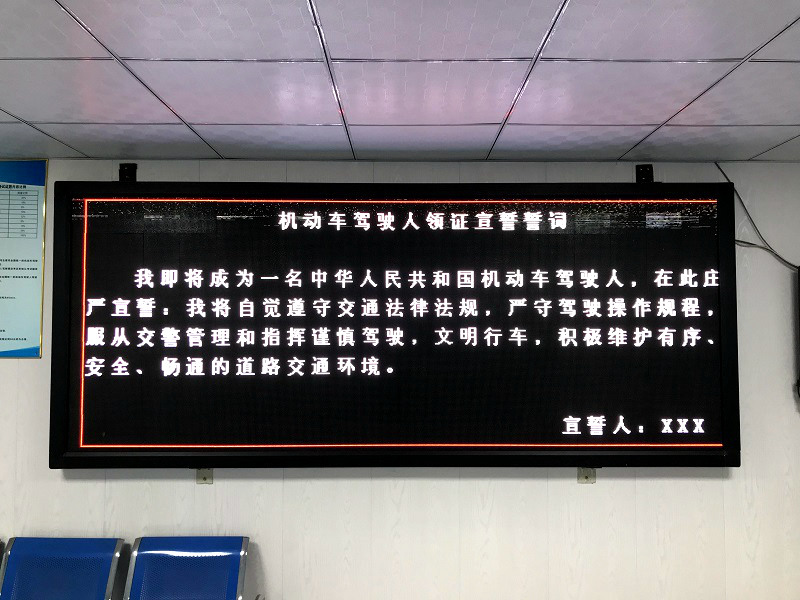 机动车驾驶人领证宣誓誓词
我即将成为一名中华人民共和国机动车驾驶人，在此庄
严宣誓：我将自觉遵守交通法律法规，严守驾驶操作规程，
服从交警管理和指挥谨慎驾驶，文明行车，积极维护有序、
安全、畅通的道路交通环境。
宣誓人：XXX